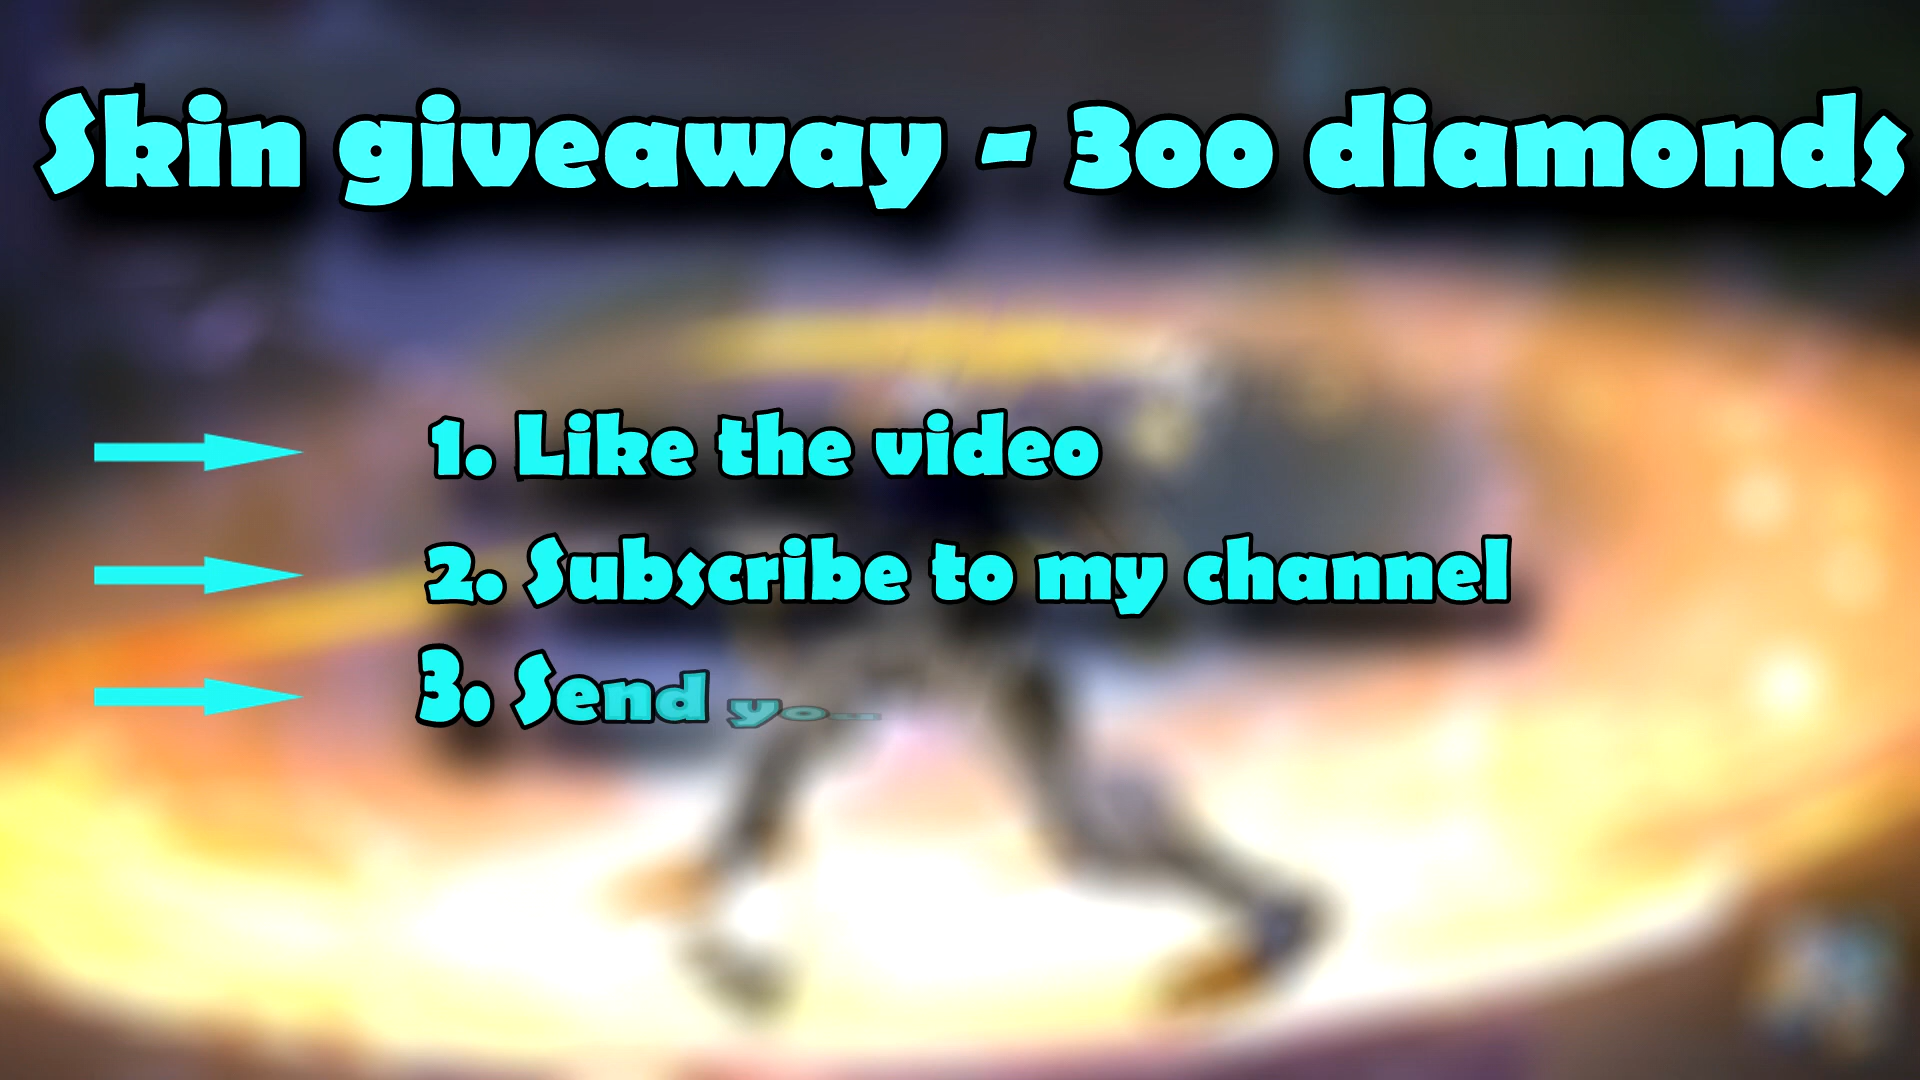 Skin giveaway - 300 diamonds
1. Like the video
2. Subscribe to my channel
3. Send